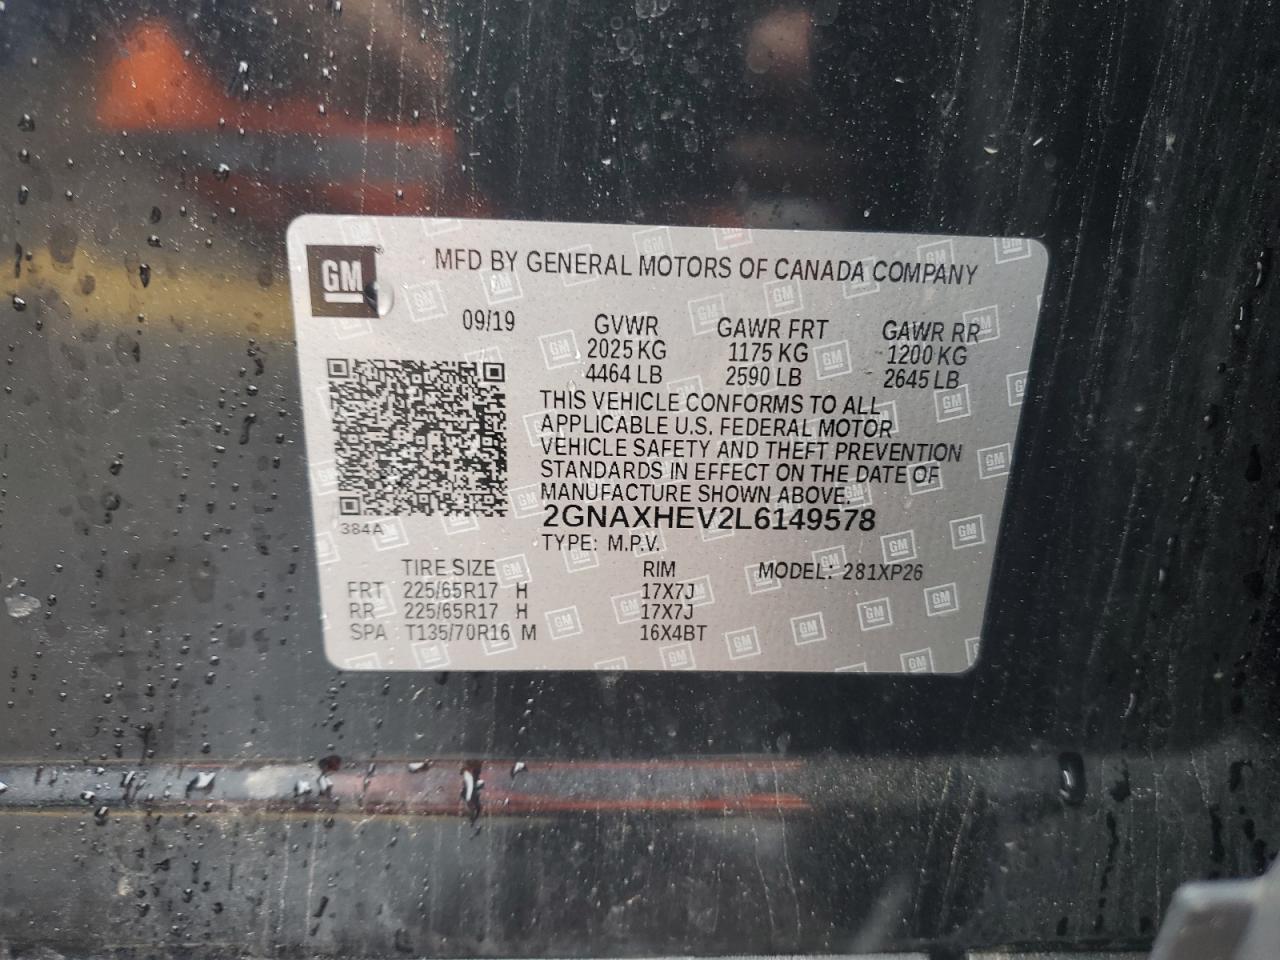 GM
MFD BY GENERAL MOTORS OF CANADA COMPANY
09/19 GVWR GAWR FRT GAWR RR
2025 KG 1175 KG 1200 KG
4464 LB 2590 LB 2645 LB
THIS VEHICLE CONFORMS TO ALL
APPLICABLE U.S. FEDERAL MOTOR
VEHICLE SAFETY AND THEFT PREVENTION
STANDARDS IN EFFECT ON THE DATE OF
MANUFACTURE SHOWN ABOVE.
384A
2GNAXHEV2L6149578
TYPE: M.P.V.
TIRE SIZE RIM MODEL: 281XP26
FRT 225/65R17 H 17X7J
RR 225/65R17 H 17X7J
SPA T135/70R16 M 16X4BT